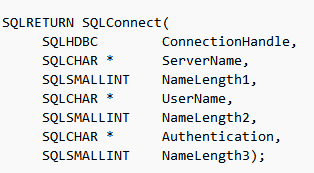 SQLRETURN SQLConnect(
SQLHDBC ConnectionHandle,
SQLCHAR * ServerName,
SQLSMALLINT NameLength1,
SQLCHAR * UserName,
SQLSMALLINT NameLength2,
SQLCHAR * Authentication,
SQLSMALLINT NameLength3);